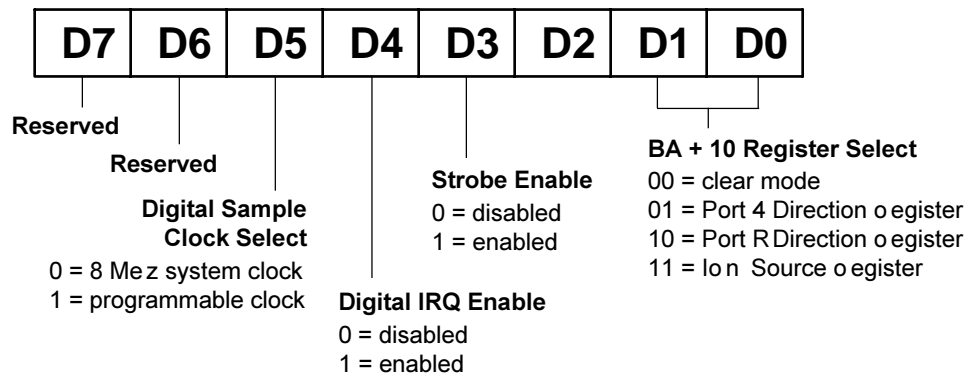 D7 D6 D5 D4 D3 D2 D1 D0
Reserved
Reserved
Digital Sample
Clock Select
0 = 8 Mez system clock
1 = programmable clock
Digital IRQ Enable
0 = disabled
1 = enabled
Strobe Enable
0 = disabled
1 = enabled
BA + 10 Register Select
00 = clear mode
01 = Port 4 Direction o egister
10 = Port R Direction o egister
11 = Io n Source o egister